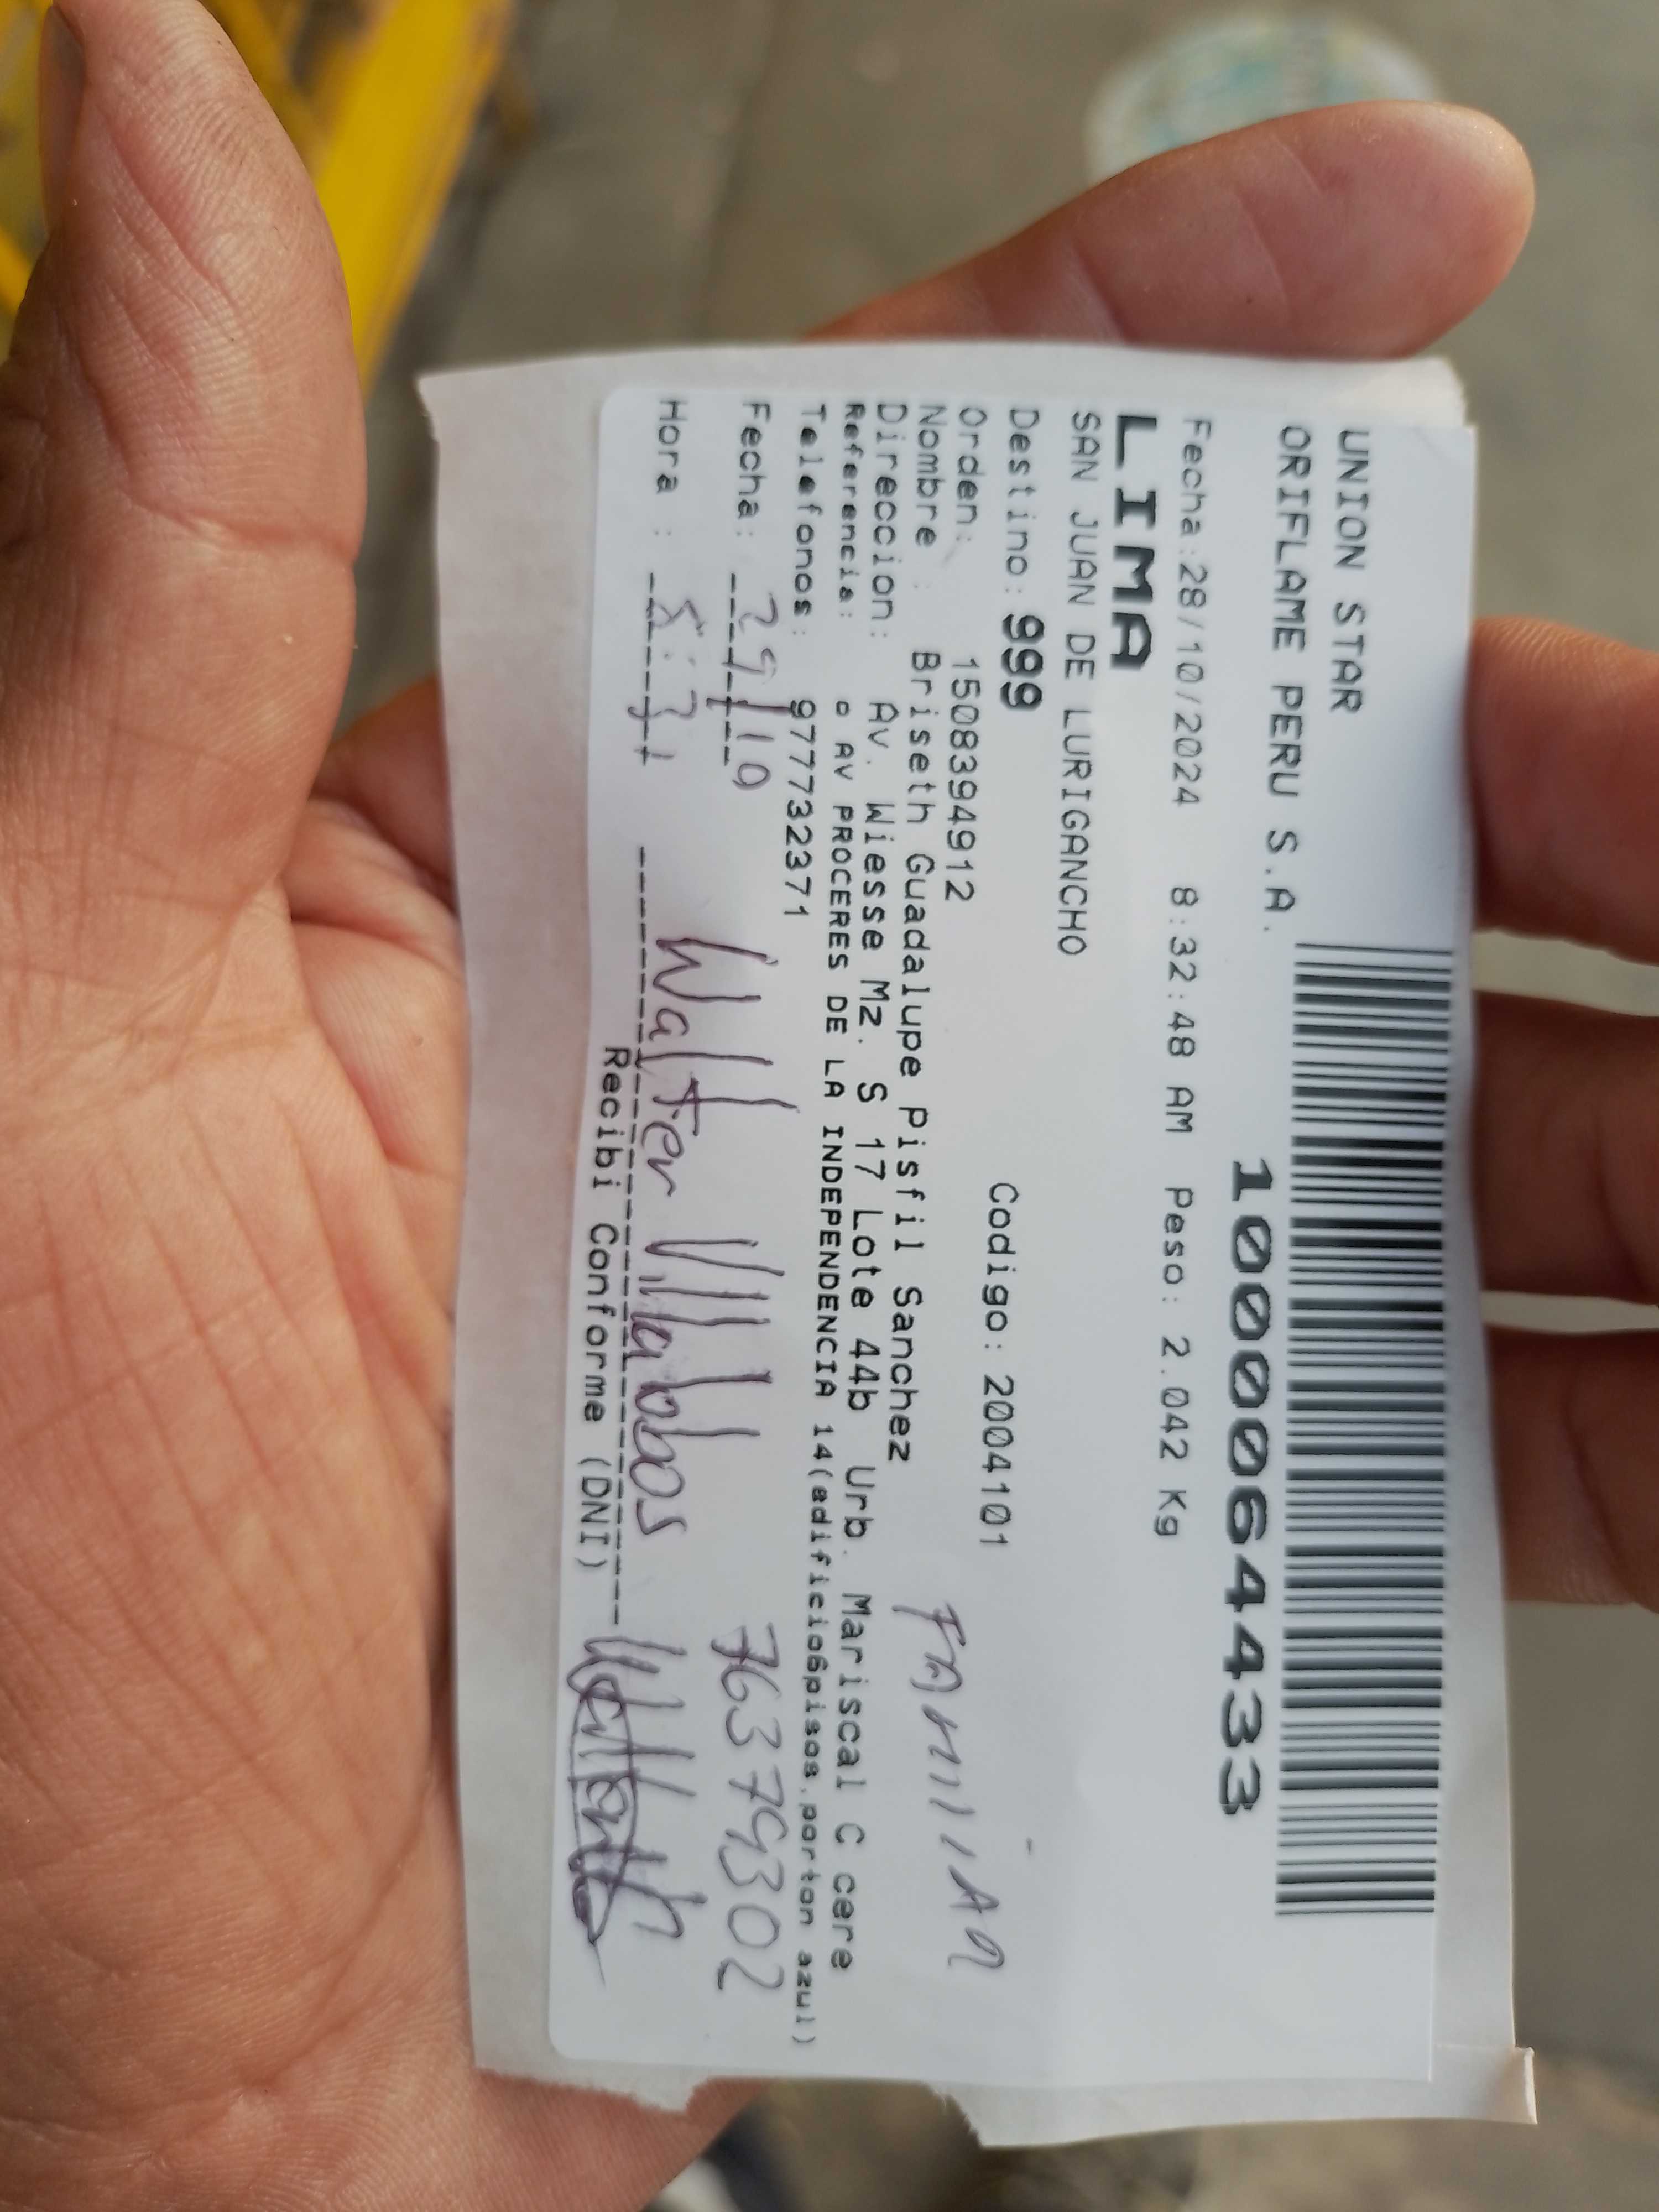 UNION STAR
ORIFLAME PERU S.A.
1000064433
Fecha:28/10/2024 8:32:48 AM Peso: 2.042 Kg
LIMA
SAN JUAN DE LURIGANCHO
Destino: 999 Codigo: 2004101
Orden: 1508394912
Nombre : Briseth Guadalupe Pisfil Sanchez
FAMILIAR
Direccion: Av. Wiesse Mz. S 17 Lote 44b Urb. Mariscal C cere
Referencia: o AV PROCERES DE LA INDEPENDENCIA 14(edificio6pisos,porton azul)
Telefonos: 977732371
Fecha: 29/10 76379302
Hora : Walter Villalobos
Recibi Conforme (DNI)